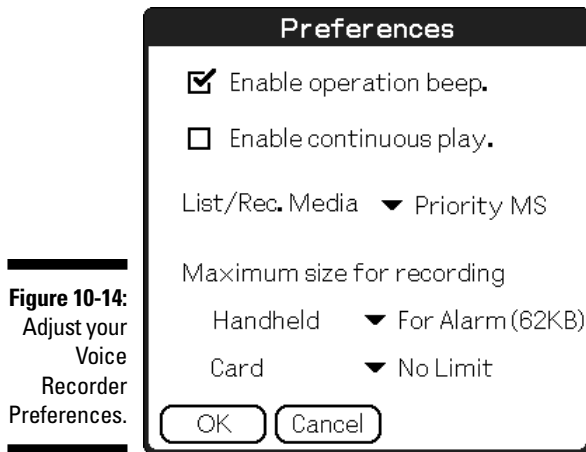 Preferences
Enable operation beep.
Enable continuous play.
List/Rec. Media Priority MS
Maximum size for recording
Handheld For Alarm (62KB)
Card No Limit
OK Cancel
Figure 10-14:
Adjust your
Voice
Recorder
Preferences.